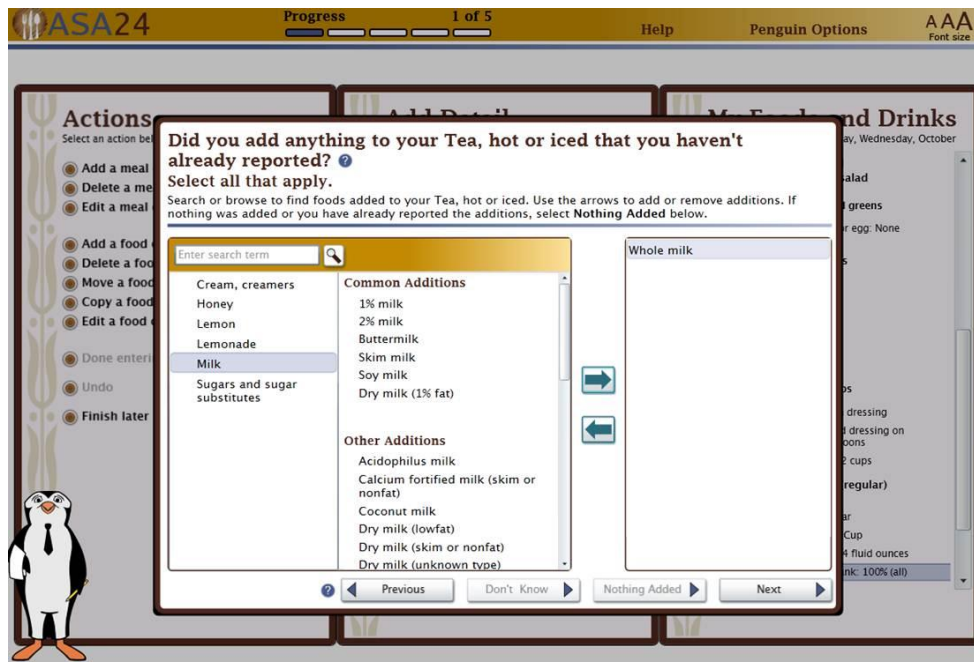 ASA24
Progress 1 of 5
Help
Penguin Options
A AA
Font size
Actions
Select an action bel
Add a meal
Delete a me
Edit a meal
Add a food
Delete a foo
Move a food
Copy a food
Edit a food
Done enteri
Undo
Finish later
Did you add anything to your Tea, hot or iced that you haven't
already reported? ?
Select all that apply.
Search or browse to find foods added to your Tea, hot or iced. Use the arrows to add or remove additions. If
nothing was added or you have already reported the additions, select Nothing Added below.
Enter search term
Cream, creamers
Honey
Lemon
Lemonade
Milk
Sugars and sugar
substitutes
Common Additions
1% milk
2% milk
Buttermilk
Skim milk
Soy milk
Dry milk (1% fat)
Other Additions
Acidophilus milk
Calcium fortified milk (skim or
nonfat)
Coconut milk
Dry milk (lowfat)
Dry milk (skim or nonfat)
Dry milk (unknown type)
Whole milk
? Previous
Don't Know
Nothing Added
Next
nd Drinks
ay, Wednesday, October
salad
greens
or egg: None
dressing
dressing on
2 cups
regular)
Cup
4 fluid ounces
ank: 100% (all)